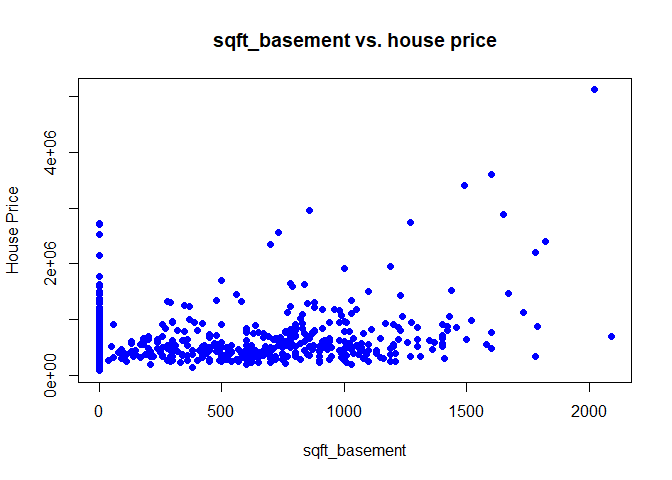 sqft_basement vs. house price
House Price
4e+06
2e+06
0e+00
0 500 1000 1500 2000
sqft_basement